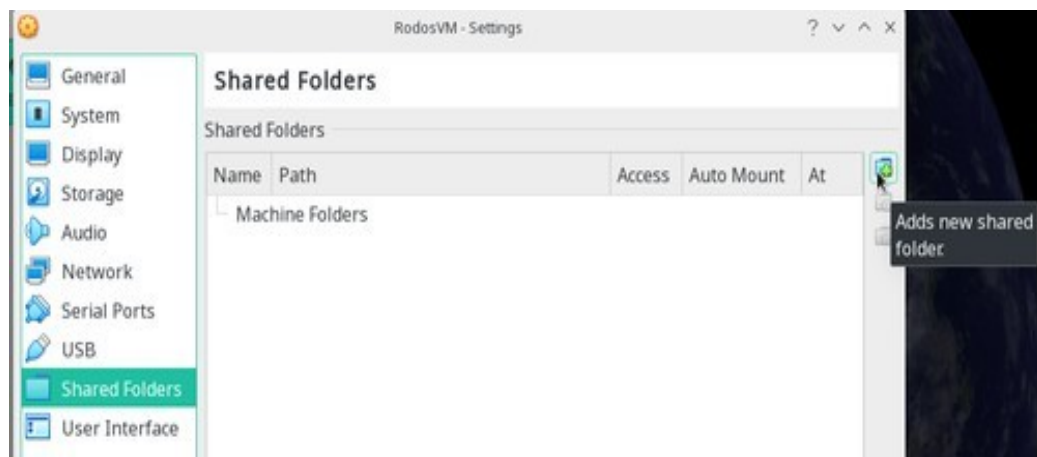 RodosVM - Settings
?
General
System
Display
Storage
Audio
Network
Serial Ports
USB
Shared Folders
User Interface
Shared Folders
Shared Folders
Name Path Access Auto Mount At
Machine Folders
Adds new shared
folder.